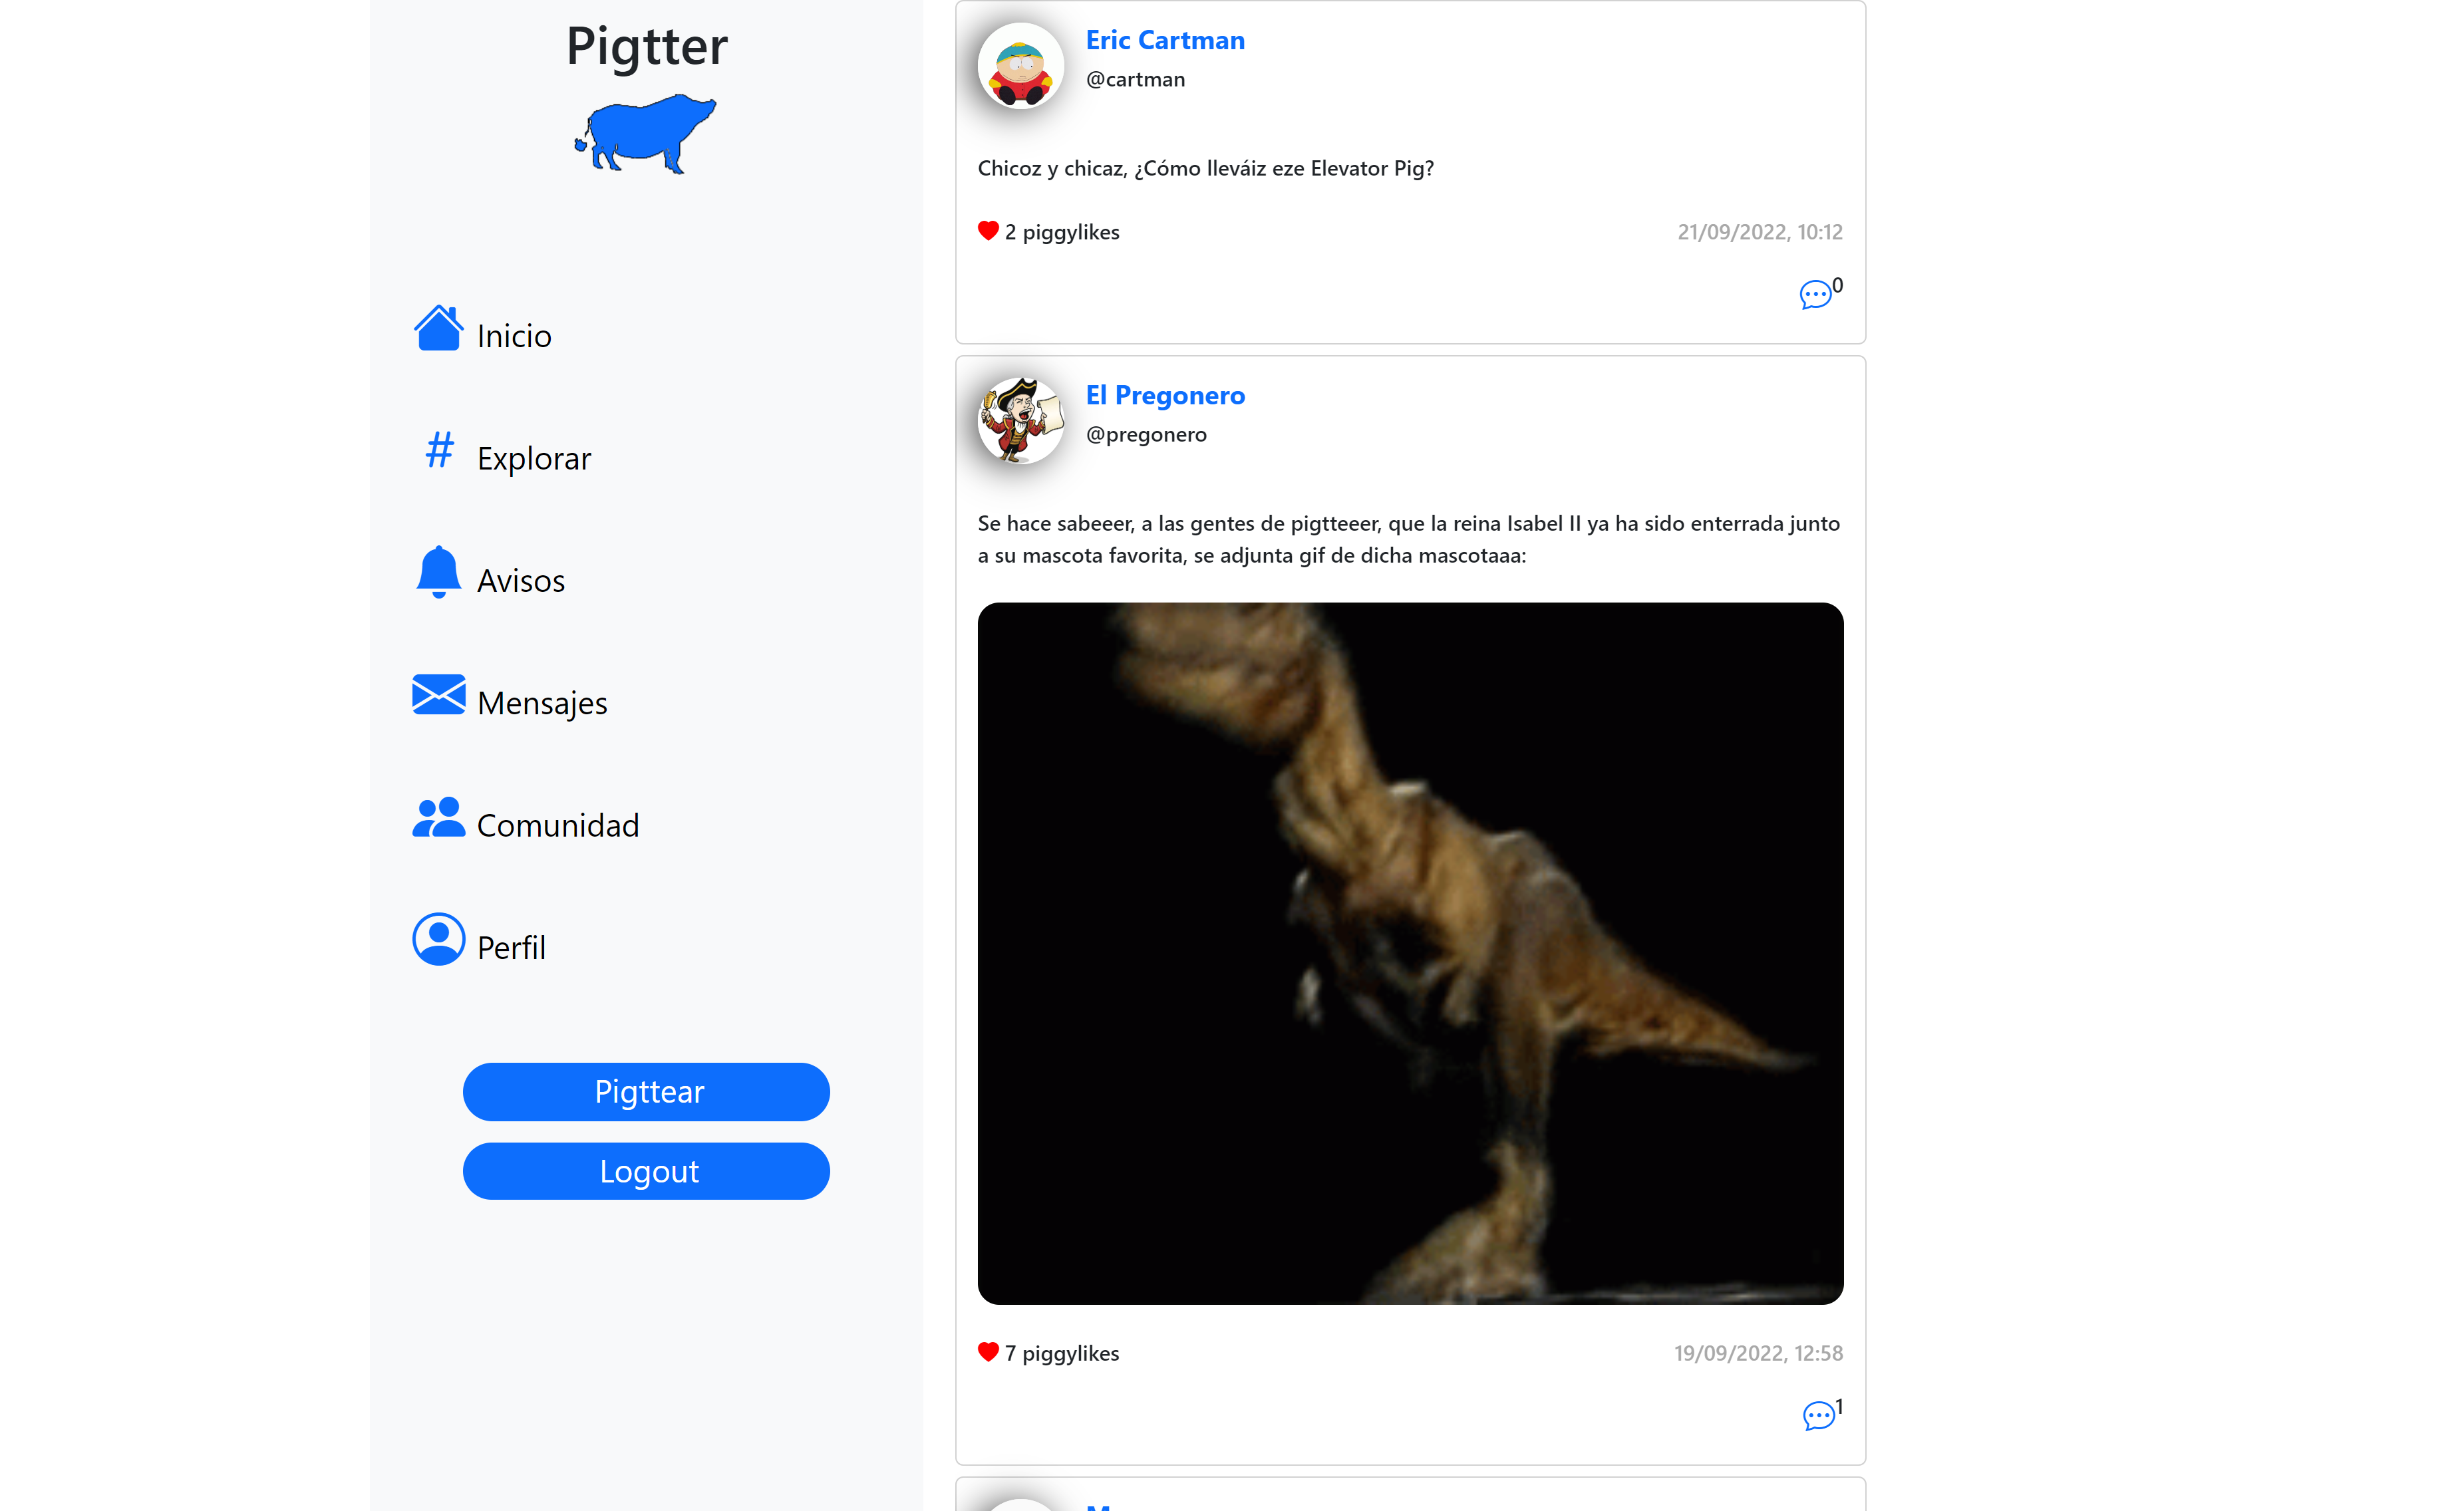 Pigtter
Inicio
# Explorar
Avisos
Mensajes
Comunidad
Perfil
Pigttear
Logout
Eric Cartman
@cartman
Chicoz y chicaz, ¿Cómo lleváiz eze Elevator Pig?
2 piggylikes
21/09/2022, 10:12
0
El Pregonero
@pregonero
Se hace sabeeer, a las gentes de pigtteeer, que la reina Isabel II ya ha sido enterrada junto
a su mascota favorita, se adjunta gif de dicha mascotaaa:
7 piggylikes
19/09/2022, 12:58
1